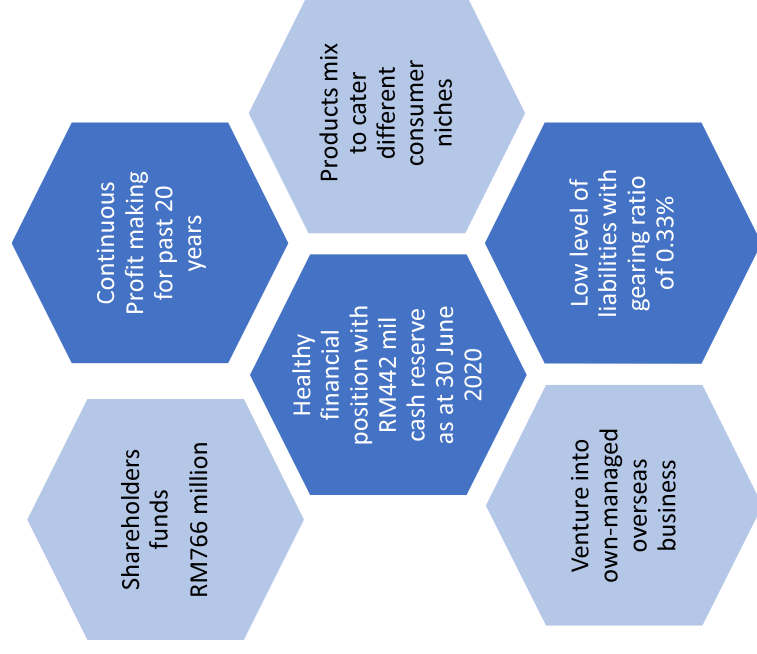 Shareholders
funds
RM766 million
Continuous
Profit making
for past 20
years
Healthy
financial
position with
RM442 mil
cash reserve
as at 30 June
2020
Products mix
to cater
different
consumer
niches
Venture into
own-managed
overseas
business
Low level of
liabilities with
gearing ratio
of 0.33%